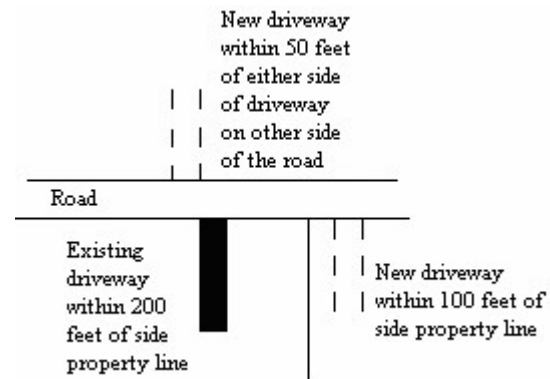 New driveway
within 50 feet
of either side
of driveway
on other side
of the road
Road
Existing
driveway
within 200
feet of side
property line
New driveway
within 100 feet of
side property line